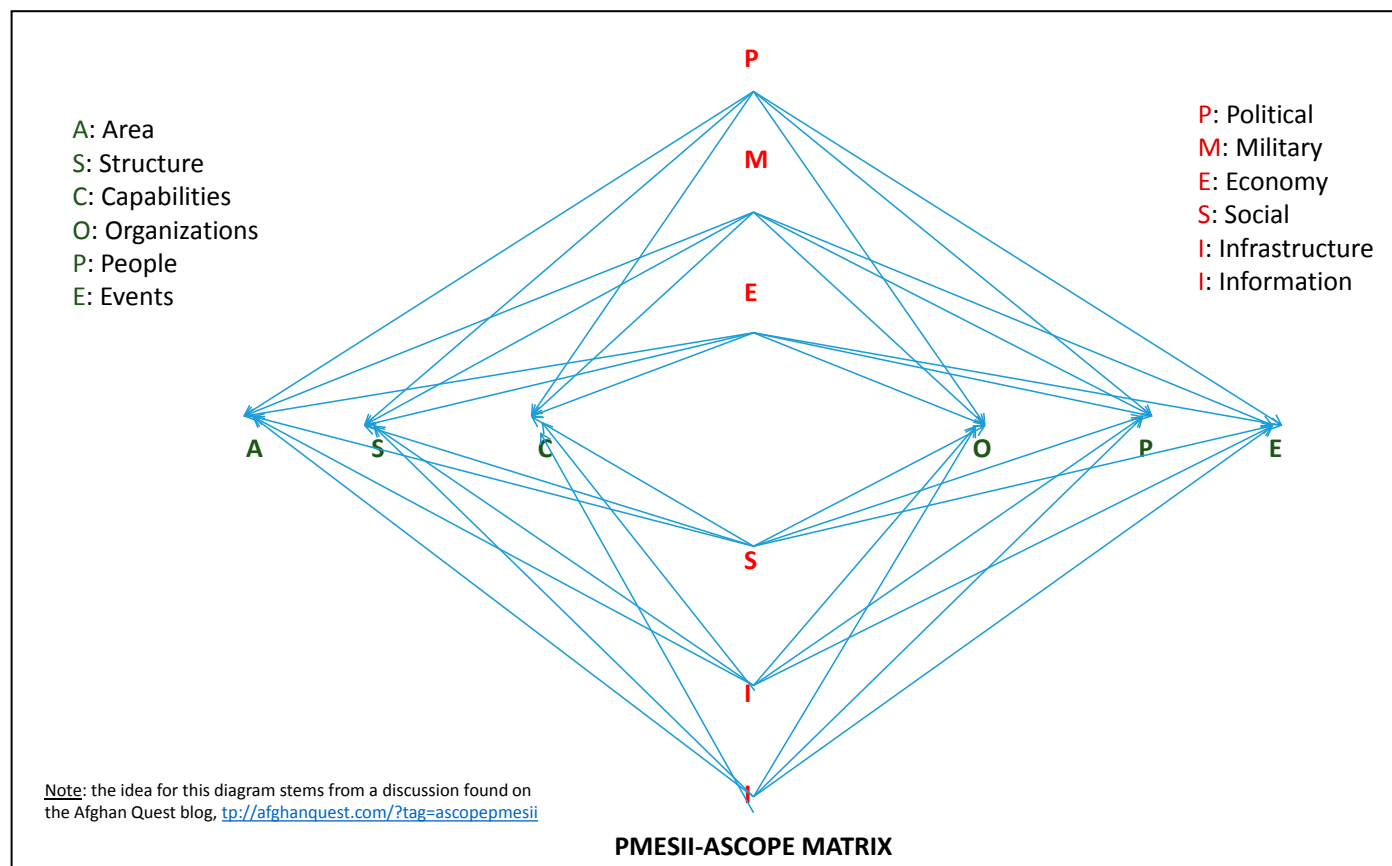 P
A: Area
S: Structure
C: Capabilities
O: Organizations
P: People
E: Events
P: Political
M: Military
E: Economy
S: Social
I: Infrastructure
I: Information
M
E
A S C O P E
S
I
I
Note: the idea for this diagram stems from a discussion found on
the Afghan Quest blog, tp://afghanquest.com/?tag=ascopepmesii
PMESII-ASCOPE MATRIX